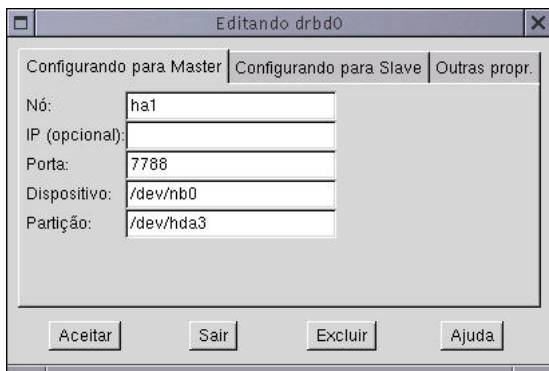 Editando drbd0
Configurando para Master Configurando para Slave Outras propr.
Nó: ha1
IP (opcional):
Porta: 7788
Dispositivo: /dev/nb0
Partição: /dev/hda3
Aceitar Sair Excluir Ajuda